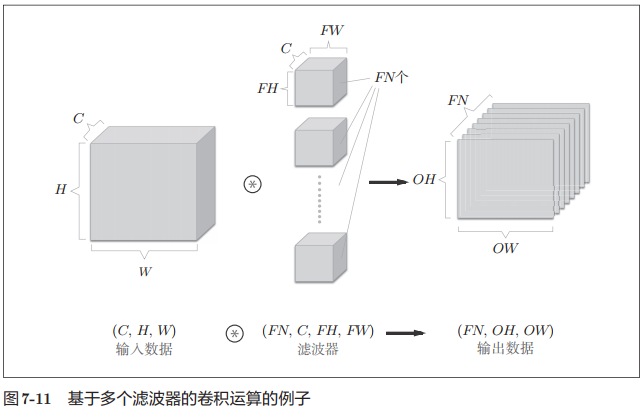 FW
C
FH
FN个
FN
C
H
OH
W
OW
(C, H, W) ⊛ (FN, C, FH, FW) → (FN, OH, OW)
输入数据 滤波器 输出数据
图7-11 基于多个滤波器的卷积运算的例子